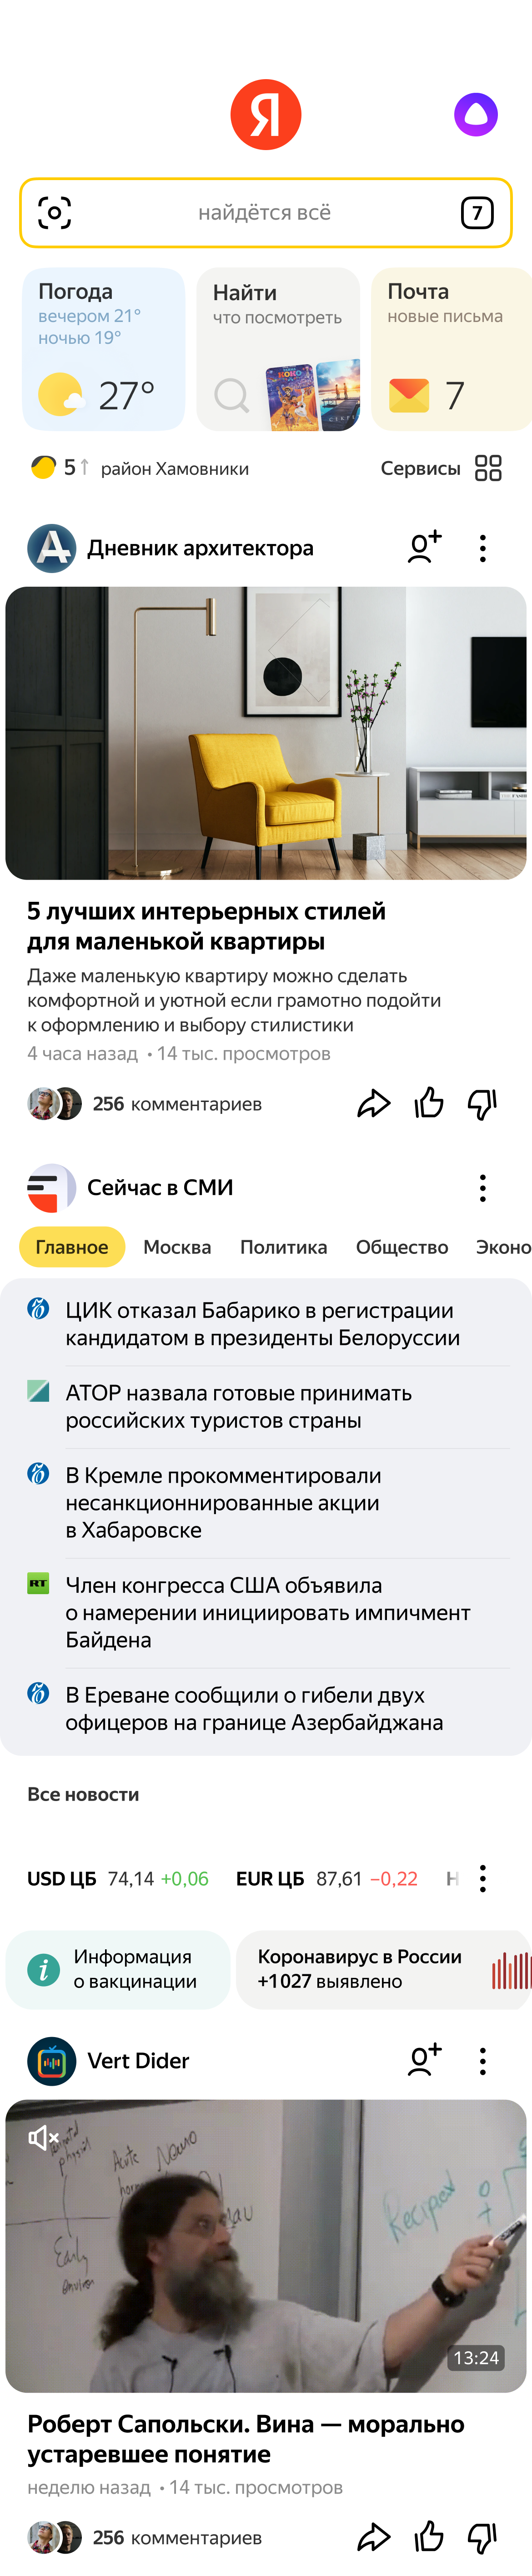 Я
найдётся всё
7
Погода
вечером 21°
ночью 19°
27°
Найти
что посмотреть
Почта
новые письма
7
5↑ район Хамовники
Сервисы
Дневник архитектора
5 лучших интерьерных стилей
для маленькой квартиры
Даже маленькую квартиру можно сделать
комфортной и уютной если грамотно подойти
к оформлению и выбору стилистики
4 часа назад • 14 тыс. просмотров
256 комментариев
Сейчас в СМИ
Главное Москва Политика Общество Эконо
ЦИК отказал Бабарико в регистрации
кандидатом в президенты Белоруссии
АТОР назвала готовые принимать
российских туристов страны
В Кремле прокомментировали
несанкционнированные акции
в Хабаровске
RT
Член конгресса США объявила
о намерении инициировать импичмент
Байдена
В Ереване сообщили о гибели двух
офицеров на границе Азербайджана
Все новости
USD ЦБ 74,14 +0,06 EUR ЦБ 87,61 −0,22 Н
Информация
о вакцинации
Коронавирус в России
+1 027 выявлено
Vert Dider
Acute
Early
Recipro
13:24
Роберт Сапольски. Вина — морально
устаревшее понятие
неделю назад • 14 тыс. просмотров
256 комментариев